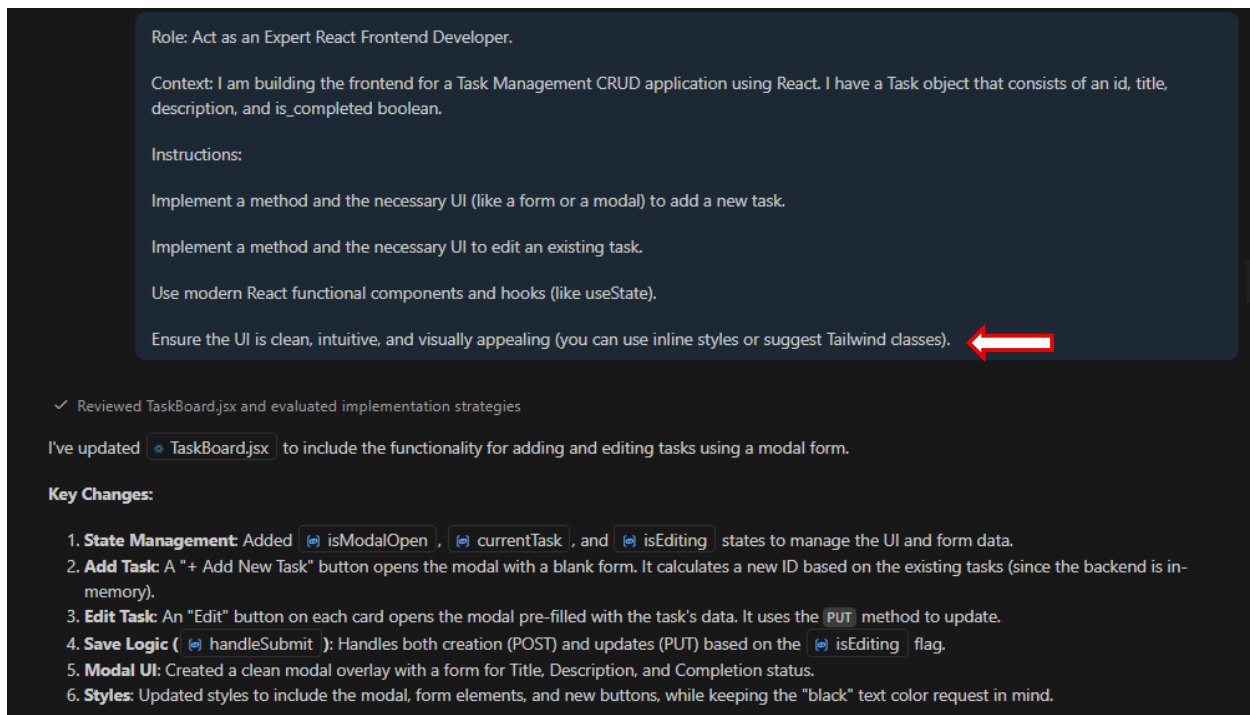 Role: Act as an Expert React Frontend Developer.
Context: I am building the frontend for a Task Management CRUD application using React. I have a Task object that consists of an id, title,
description, and is_completed boolean.
Instructions:
Implement a method and the necessary UI (like a form or a modal) to add a new task.
Implement a method and the necessary UI to edit an existing task.
Use modern React functional components and hooks (like useState).
Ensure the UI is clean, intuitive, and visually appealing (you can use inline styles or suggest Tailwind classes).
Reviewed TaskBoard.jsx and evaluated implementation strategies
I've updated TaskBoard.jsx to include the functionality for adding and editing tasks using a modal form.
Key Changes:
1. State Management: Added isModalOpen , currentTask , and isEditing states to manage the UI and form data.
2. Add Task: A "+ Add New Task" button opens the modal with a blank form. It calculates a new ID based on the existing tasks (since the backend is in-
memory).
3. Edit Task: An "Edit" button on each card opens the modal pre-filled with the task's data. It uses the PUT method to update.
4. Save Logic ( handleSubmit ): Handles both creation (POST) and updates (PUT) based on the isEditing flag.
5. Modal UI: Created a clean modal overlay with a form for Title, Description, and Completion status.
6. Styles: Updated styles to include the modal, form elements, and new buttons, while keeping the "black" text color request in mind.